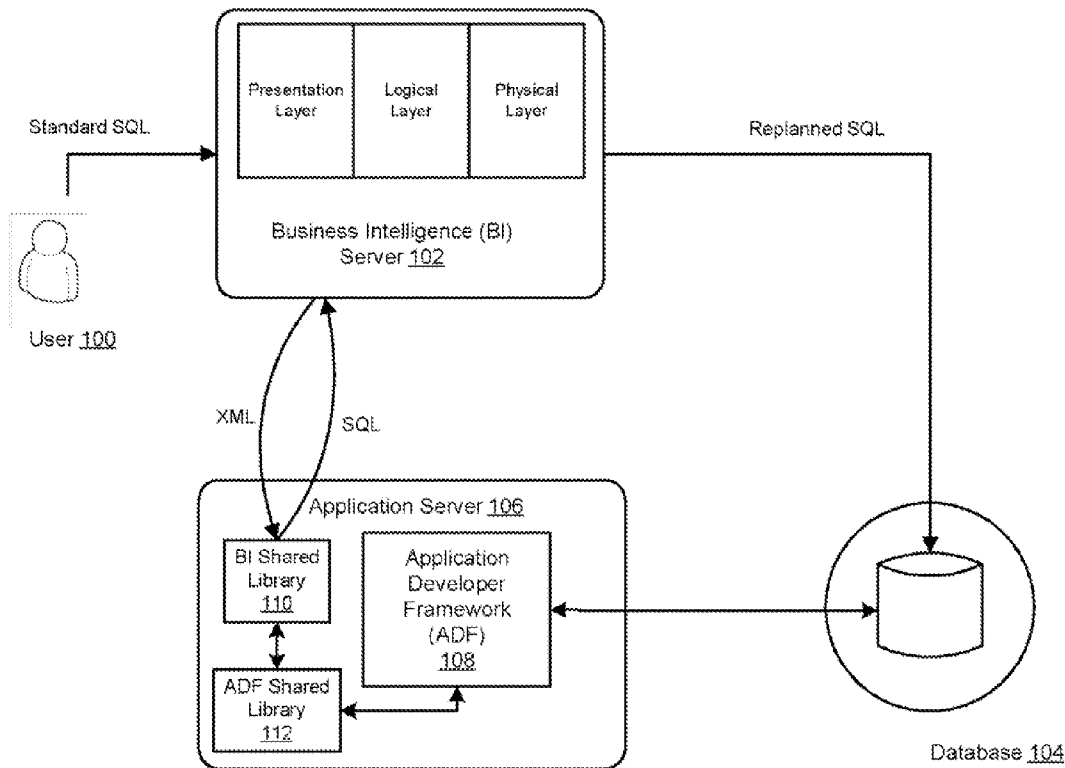 Presentation
Layer
Logical
Layer
Physical
Layer
Standard SQL
Replanned SQL
Business Intelligence (BI)
Server 102
User 100
XML
SQL
Application Server 106
BI Shared
Library
110
Application
Developer
Framework
(ADF)
108
ADF Shared
Library
112
Database 104